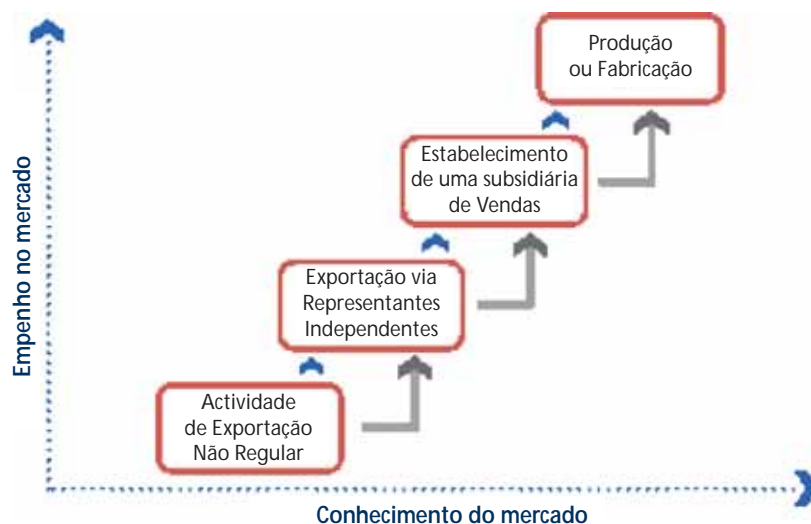 Produção
ou Fabricação
Estabelecimento
de uma subsidiária
de Vendas
Exportação via
Representantes
Independentes
Actividade
de Exportação
Não Regular
Empenho no mercado
Conhecimento do mercado